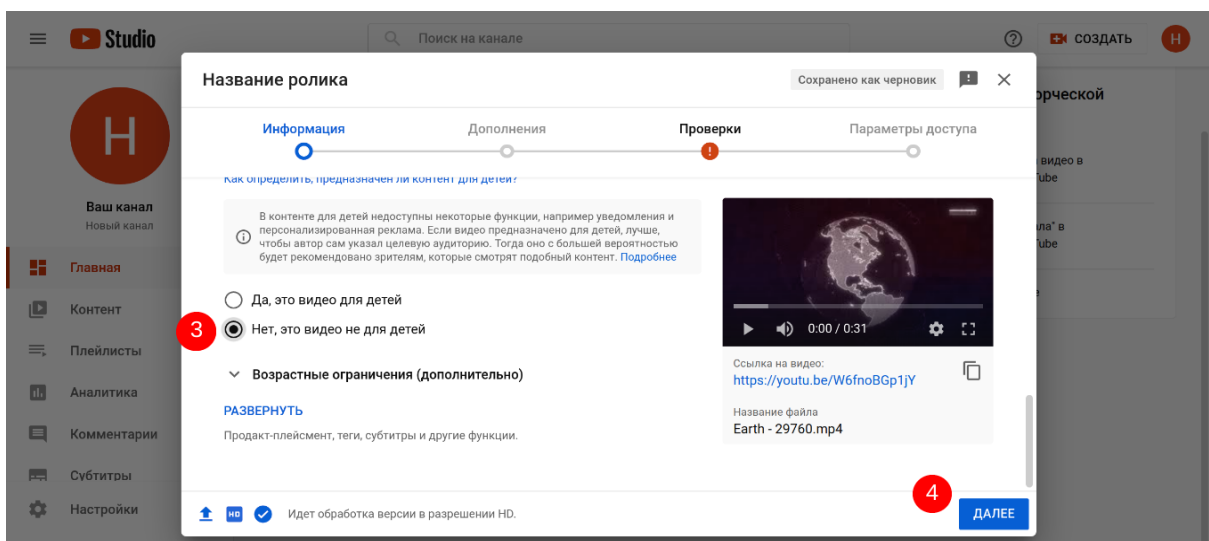 Studio
Поиск на канале
СОЗДАТЬ
Н
Название ролика
Сохранено как черновик
орческой
Информация
Дополнения
Проверки
Параметры доступа
Н
Ваш канал
Новый канал
Главная
Контент
Плейлисты
Аналитика
Комментарии
Субтитры
Настройки
Как определить, предназначен ли контент для детей?
В контенте для детей недоступны некоторые функции, например уведомления и
персонализированная реклама. Если видео предназначено для детей, лучше,
чтобы автор сам указал целевую аудиторию. Тогда оно с большей вероятностью
будет рекомендовано зрителям, которые смотрят подобный контент. Подробнее
Да, это видео для детей
3
Нет, это видео не для детей
Возрастные ограничения (дополнительно)
РАЗВЕРНУТЬ
Продакт-плейсмент, теги, субтитры и другие функции.
0:00 / 0:31
Ссылка на видео:
https://youtu.be/W6fnoBGp1jY
Название файла
Earth - 29760.mp4
видео в
Tube
ла" в
Tube
HD
Идет обработка версии в разрешении HD.
4
ДАЛЕЕ